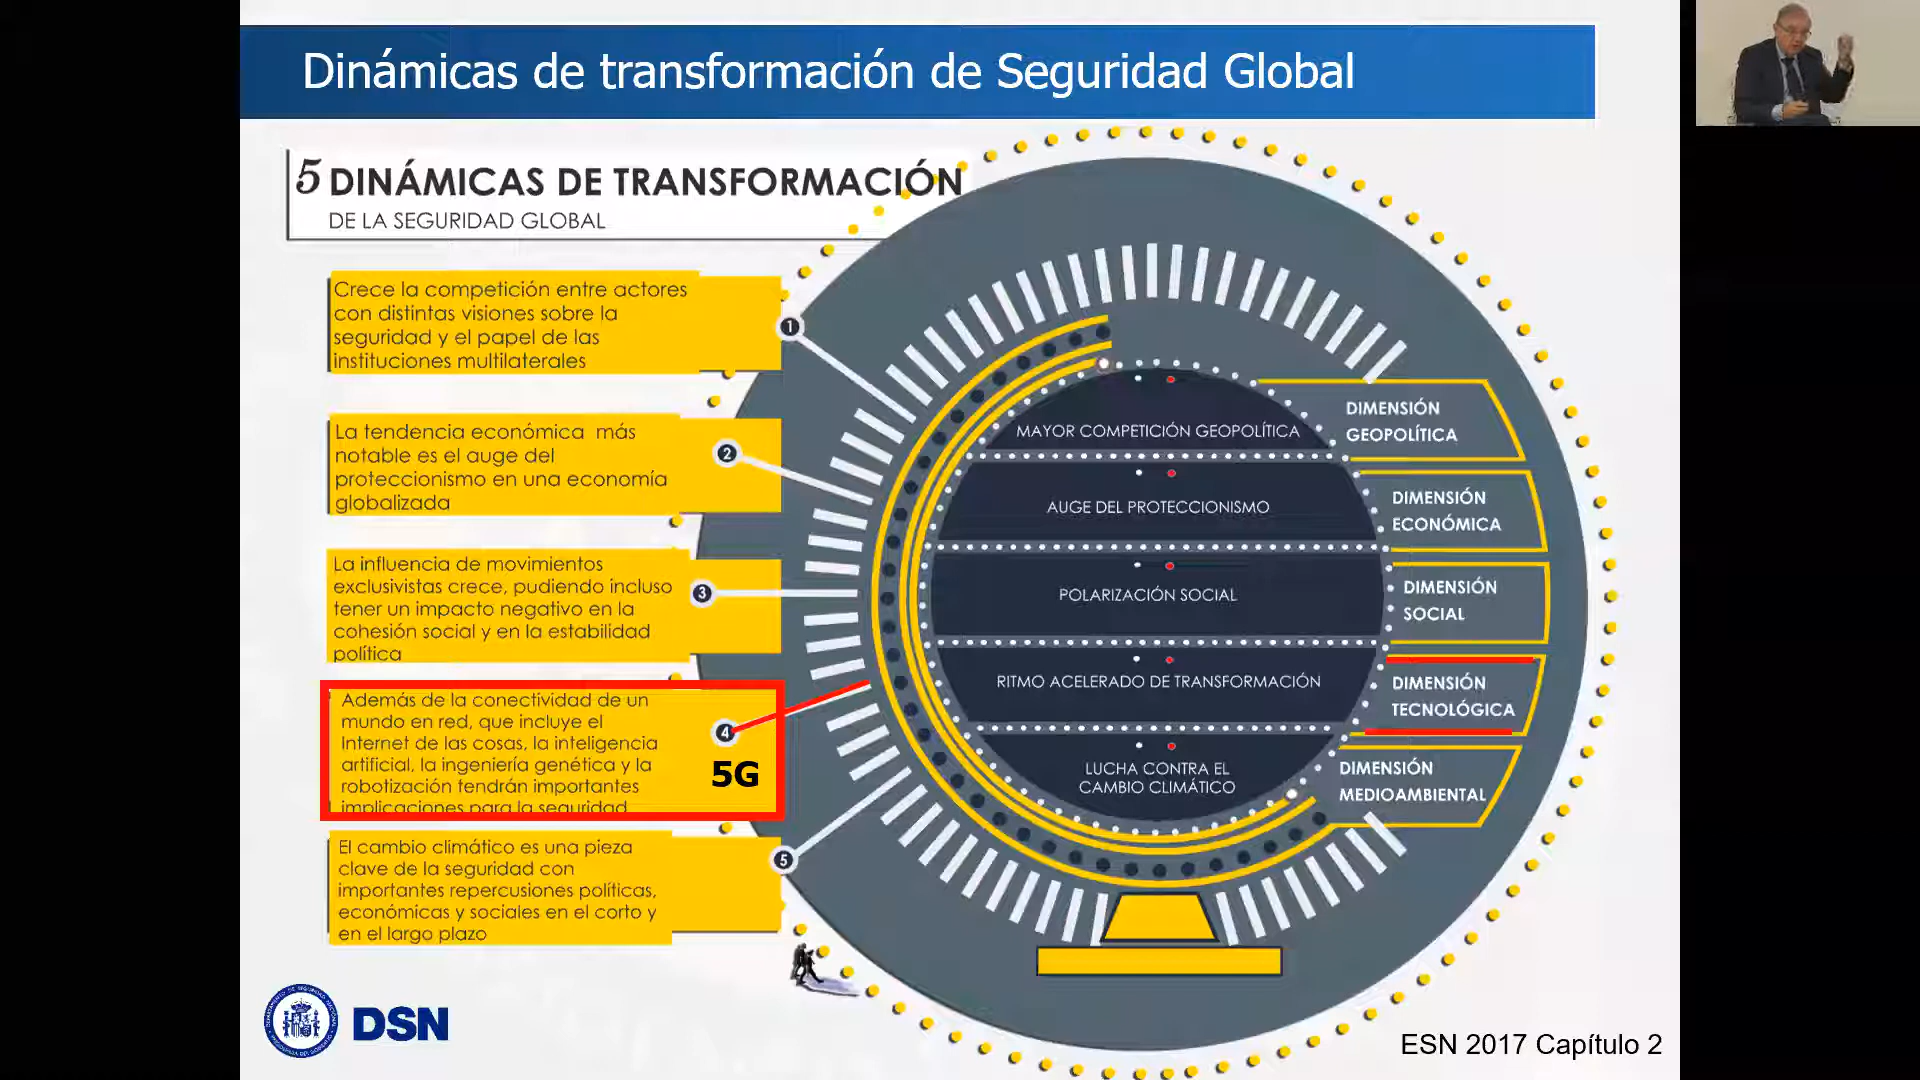 Dinámicas de transformación de Seguridad Global
5 DINÁMICAS DE TRANSFORMACIÓN
DE LA SEGURIDAD GLOBAL
Crece la competición entre actores
con distintas visiones sobre la
seguridad y el papel de las
instituciones multilaterales
1
La tendencia económica más
notable es el auge del
proteccionismo en una economía
globalizada
2
La influencia de movimientos
exclusivistas crece, pudiendo incluso
tener un impacto negativo en la
cohesión social y en la estabilidad
política
3
Además de la conectividad de un
mundo en red, que incluye el
Internet de las cosas, la inteligencia
artificial, la ingeniería genética y la
robotización tendrán importantes
implicaciones para la seguridad
4
5G
El cambio climático es una pieza
clave de la seguridad con
importantes repercusiones políticas,
económicas y sociales en el corto y
en el largo plazo
5
MAYOR COMPETICIÓN GEOPOLÍTICA
AUGE DEL PROTECCIONISMO
POLARIZACIÓN SOCIAL
RITMO ACELERADO DE TRANSFORMACIÓN
LUCHA CONTRA EL
CAMBIO CLIMÁTICO
DIMENSIÓN
GEOPOLÍTICA
DIMENSIÓN
ECONÓMICA
DIMENSIÓN
SOCIAL
DIMENSIÓN
TECNOLÓGICA
DIMENSIÓN
MEDIOAMBIENTAL
DSN
ESN 2017 Capítulo 2